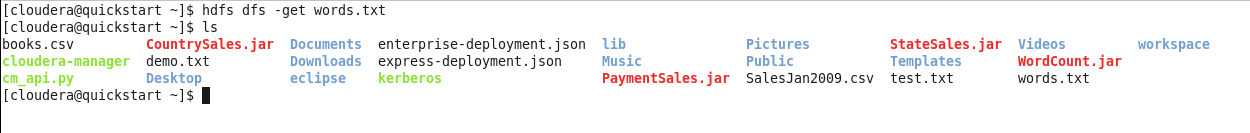 [cloudera@quickstart ~]$ hdfs dfs -get words.txt
[cloudera@quickstart ~]$ ls
books.csv CountrySales.jar Documents enterprise-deployment.json lib Pictures StateSales.jar Videos workspace
cloudera-manager demo.txt Downloads express-deployment.json Music Public Templates WordCount.jar
cm_api.py Desktop eclipse kerberos PaymentSales.jar SalesJan2009.csv test.txt words.txt
[cloudera@quickstart ~]$